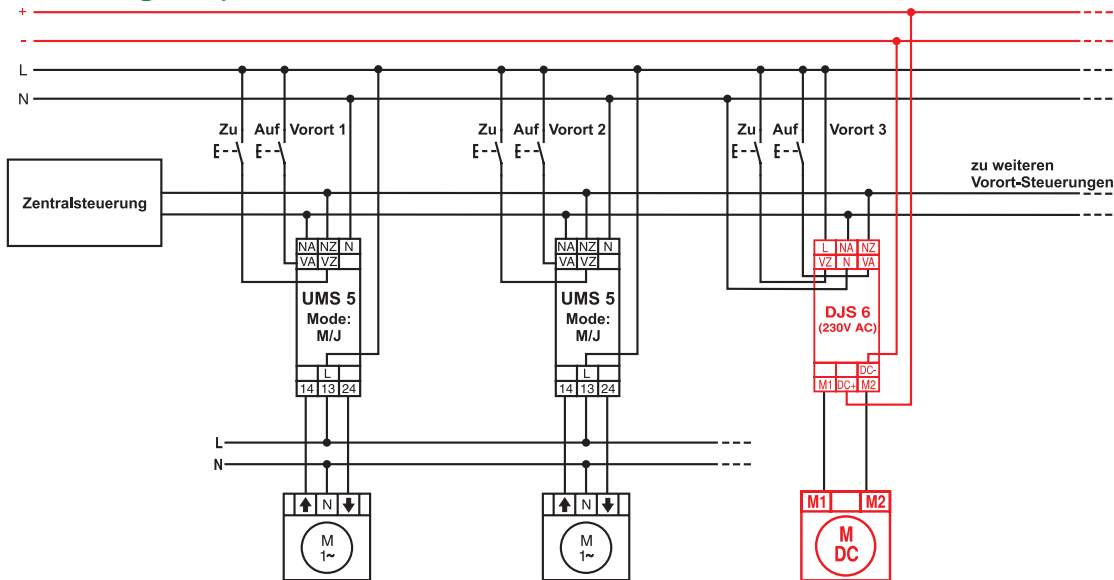 +
-
L
N
Zu Auf Vorort 1
Zu Auf Vorort 2
Zu Auf Vorort 3
zu weiteren
Vorort-Steuerungen
Zentralsteuerung
NA NZ N
VA VZ
UMS 5
Mode:
M/J
L
14 13 24
NA NZ N
VA VZ
UMS 5
Mode:
M/J
L
14 13 24
L NA NZ
VZ N VA
DJS 6
(230V AC)
DC-
M1 DC+ M2
L
N
N
M
1~
N
M
1~
M1 M2
M
DC